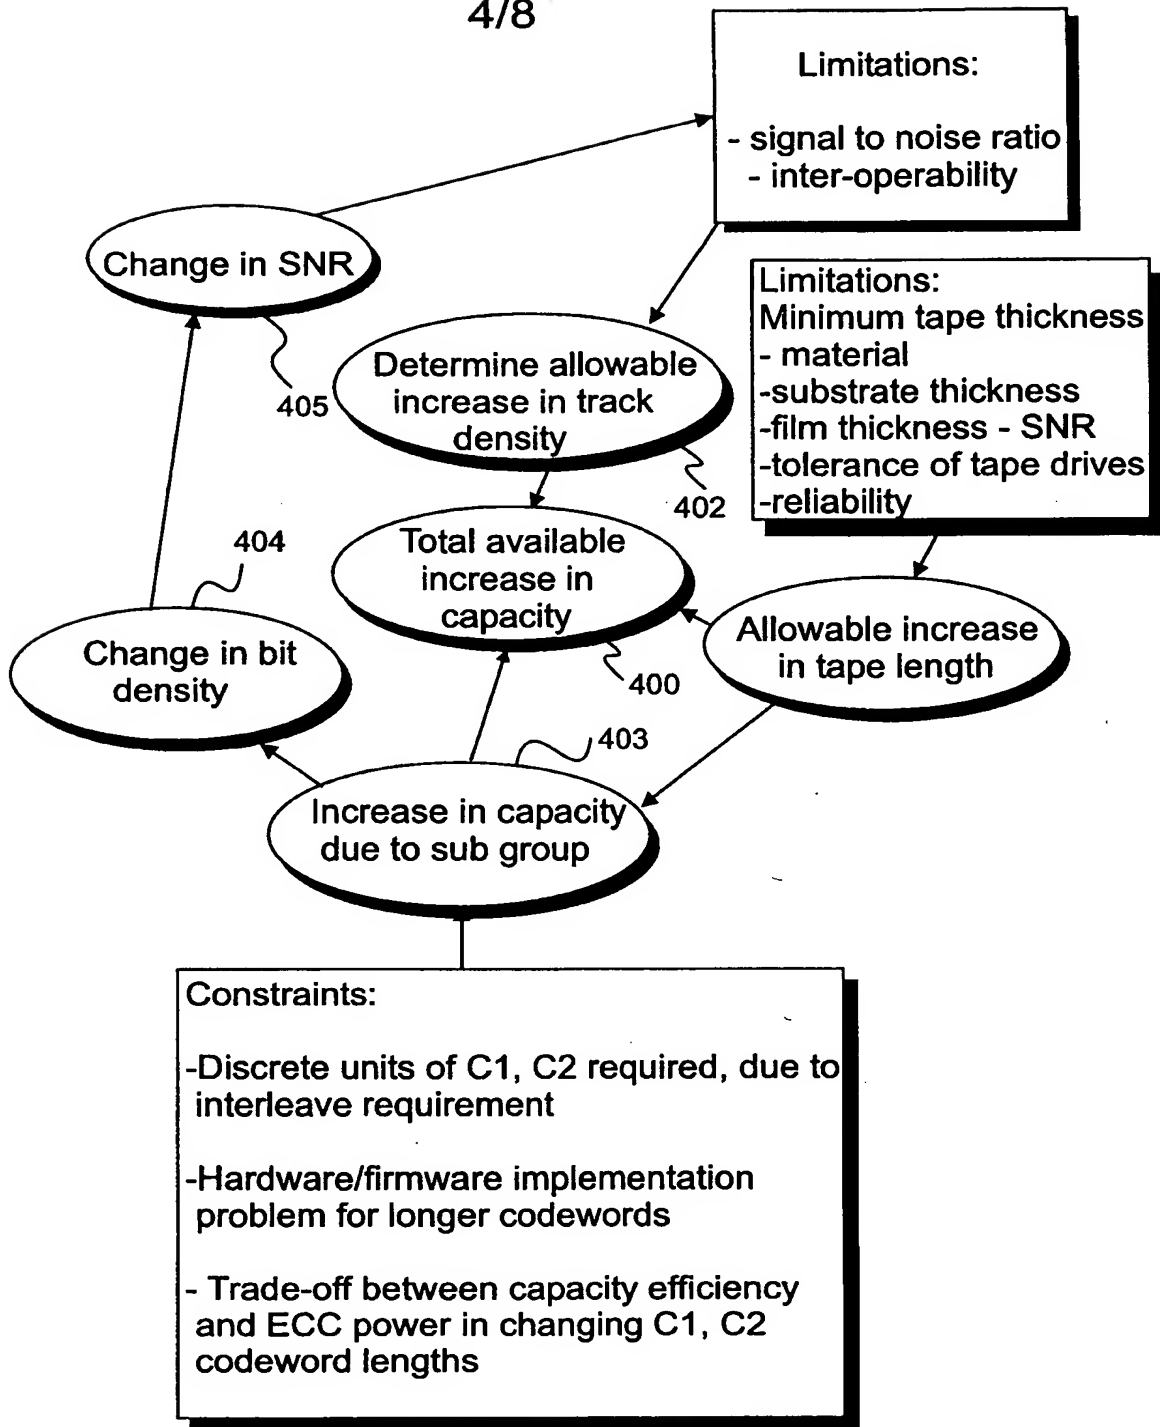 4/8
Limitations:
- signal to noise ratio
- inter-operability
Change in SNR
405
Limitations:
Minimum tape thickness
- material
-substrate thickness
-film thickness - SNR
-tolerance of tape drives
-reliability
Determine allowable
increase in track
density
402
404
Total available
increase in
capacity
400
Allowable increase
in tape length
Change in bit
density
403
Increase in capacity
due to sub group
Constraints:
-Discrete units of C1, C2 required, due to
interleave requirement
-Hardware/firmware implementation
problem for longer codewords
- Trade-off between capacity efficiency
and ECC power in changing C1, C2
codeword lengths